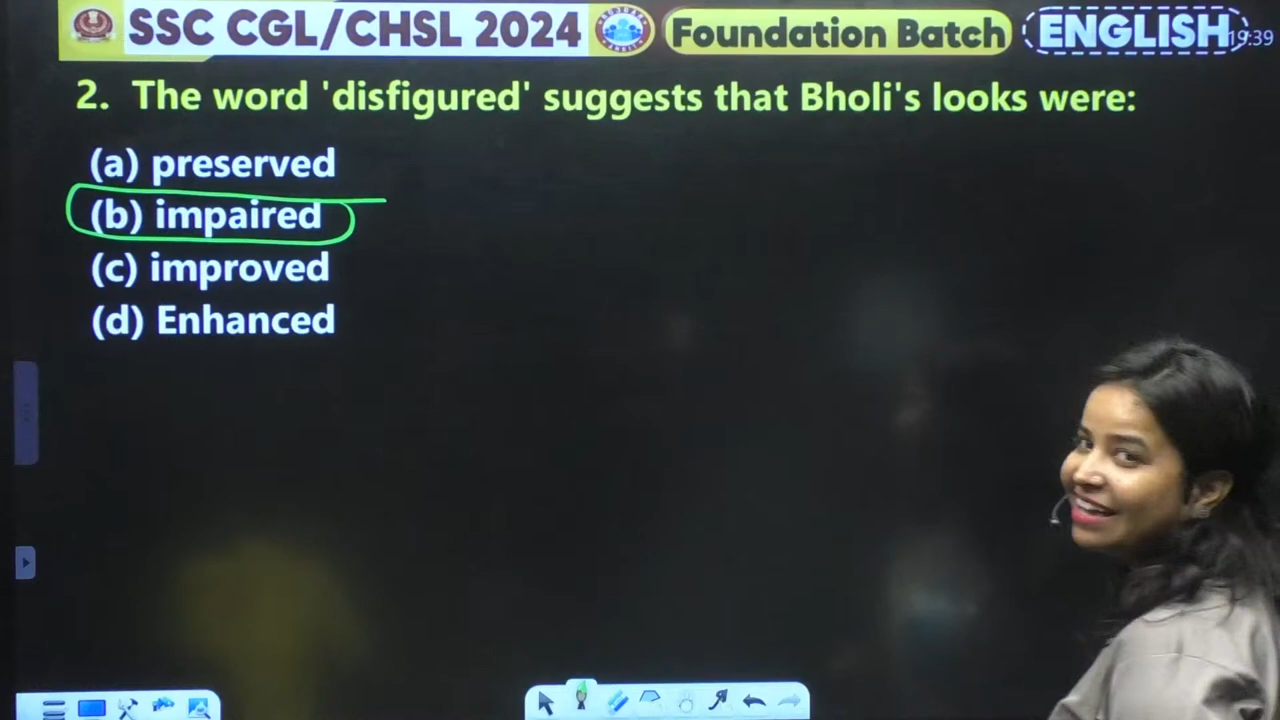 SSC CGL/CHSL 2024 Foundation Batch ENGLISH 19:39
2. The word 'disfigured' suggests that Bholi's looks were:
(a) preserved
(b) impaired
(c) improved
(d) Enhanced